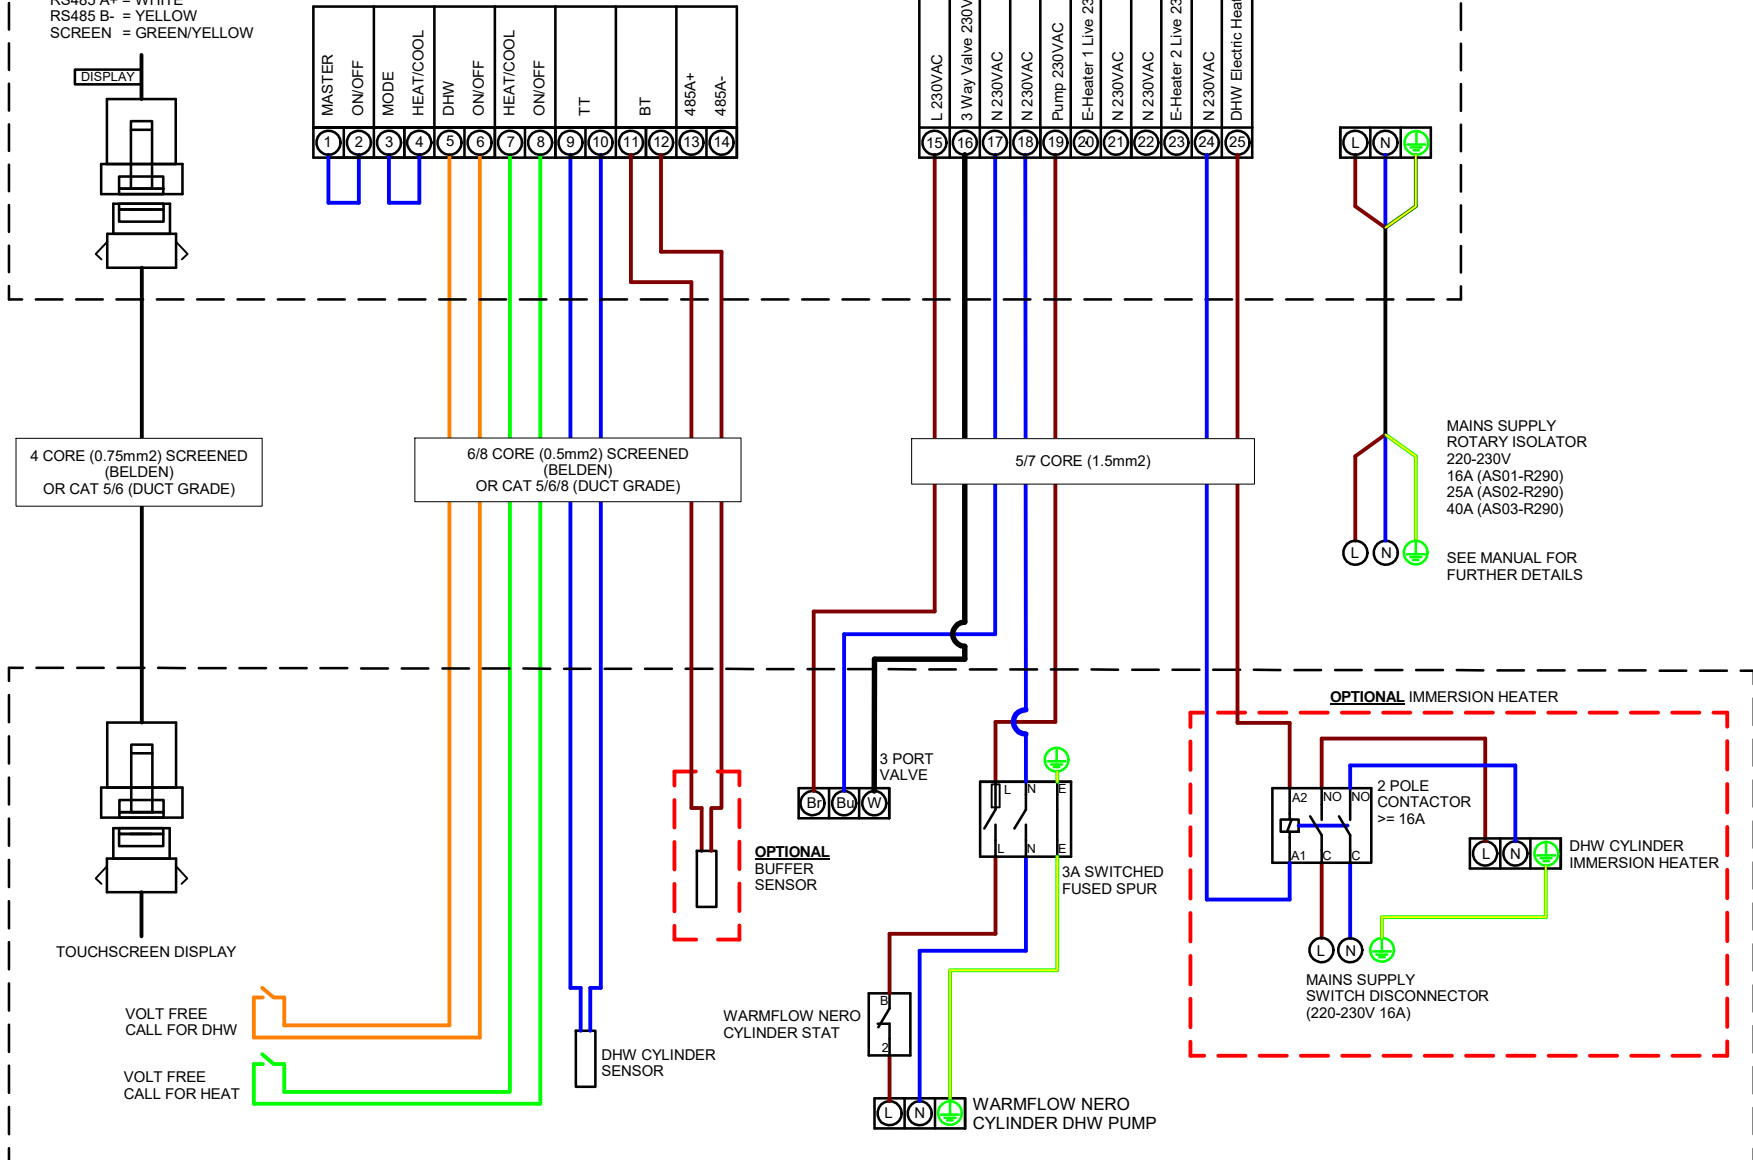 RS485 A+ = WHITE
RS485 B- = YELLOW
SCREEN = GREEN/YELLOW
DISPLAY
MASTER
ON/OFF
MODE
HEAT/COOL
DHW
ON/OFF
HEAT/COOL
ON/OFF
TT
BT
485A+
485A-
1 2 3 4 5 6 7 8 9 10 11 12 13 14
L 230VAC
3 Way Valve 230V
N 230VAC
N 230VAC
Pump 230VAC
E-Heater 1 Live 23
N 230VAC
N 230VAC
E-Heater 2 Live 23
N 230VAC
DHW Electric Heat
15 16 17 18 19 20 21 22 23 24 25
L N
4 CORE (0.75mm2) SCREENED
(BELDEN)
OR CAT 5/6 (DUCT GRADE)
6/8 CORE (0.5mm2) SCREENED
(BELDEN)
OR CAT 5/6/8 (DUCT GRADE)
5/7 CORE (1.5mm2)
MAINS SUPPLY
ROTARY ISOLATOR
220-230V
16A (AS01-R290)
25A (AS02-R290)
40A (AS03-R290)
L N
SEE MANUAL FOR
FURTHER DETAILS
TOUCHSCREEN DISPLAY
VOLT FREE
CALL FOR DHW
VOLT FREE
CALL FOR HEAT
DHW CYLINDER
SENSOR
OPTIONAL
BUFFER
SENSOR
3 PORT
VALVE
Br Bu W
L N E
L N E
3A SWITCHED
FUSED SPUR
WARMFLOW NERO
CYLINDER STAT
B
2
L N
WARMFLOW NERO
CYLINDER DHW PUMP
OPTIONAL IMMERSION HEATER
A2 NO NO
A1 C C
2 POLE
CONTACTOR
>= 16A
L N
DHW CYLINDER
IMMERSION HEATER
L N
MAINS SUPPLY
SWITCH DISCONNECTOR
(220-230V 16A)